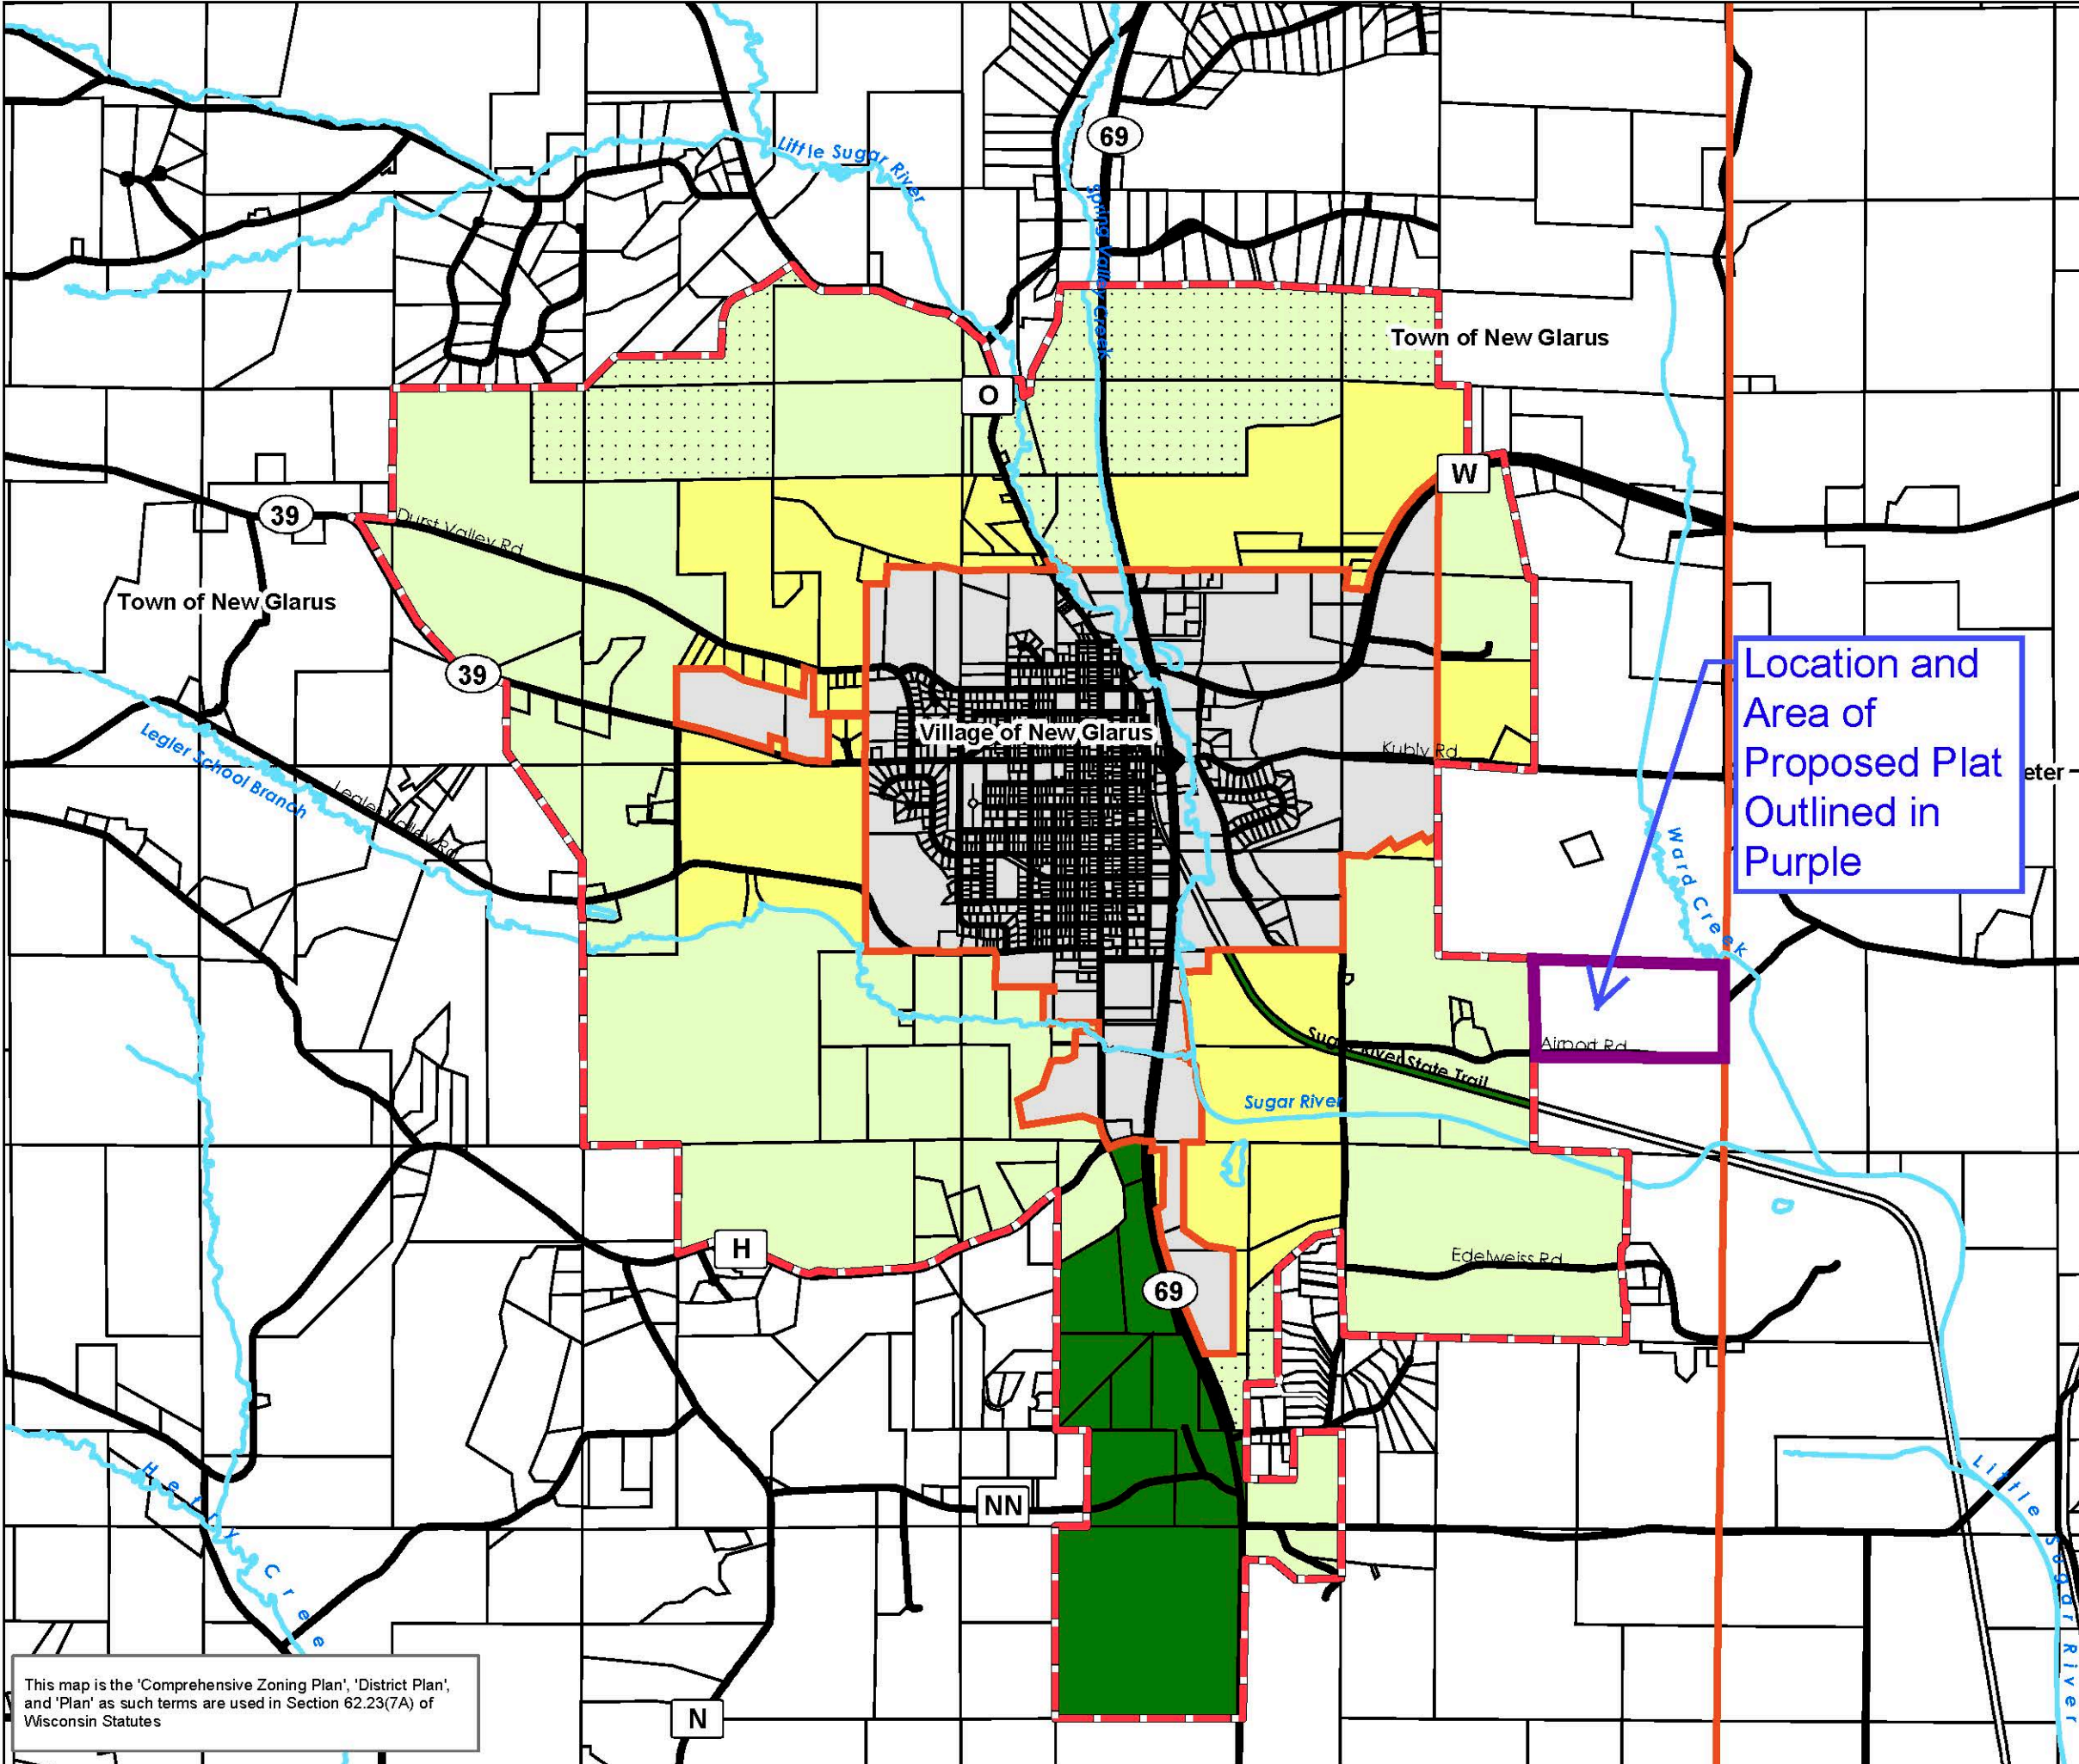 69
Little Sugar River
Spring Valley Creek
Town of New Glarus
O
W
39
Durst Valley Rd
Town of New Glarus
39
Location and
Area of
Proposed Plat
Outlined in
Purple
Village of New Glarus
Kubly Rd
eter
Legler School Branch
Legler Valley Rd
Ward Creek
Airport Rd
Sugar River State Trail
Sugar River
H
Edelweiss Rd
69
NN
Hefty Cree
Little Sugar River
This map is the 'Comprehensive Zoning Plan', 'District Plan',
and 'Plan' as such terms are used in Section 62.23(7A) of
Wisconsin Statutes
N